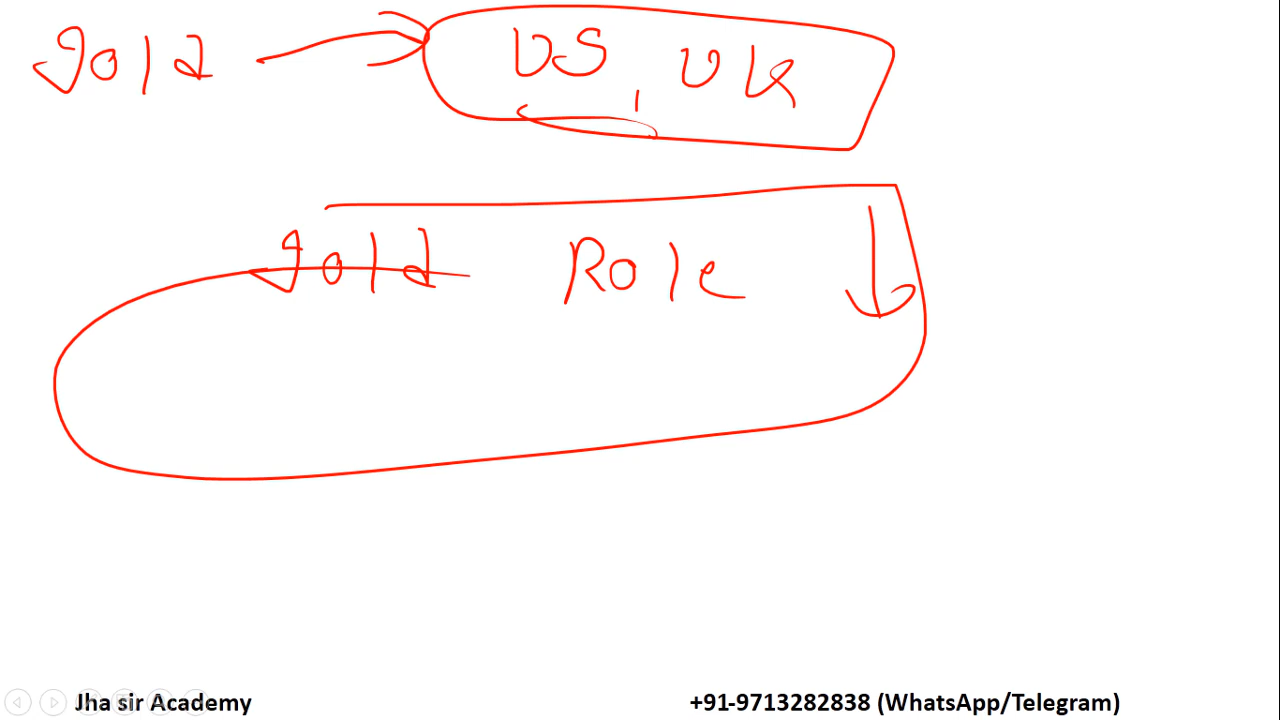 Gold → US, UK
Gold Role ↓
Jha sir Academy +91-9713282838 (WhatsApp/Telegram)